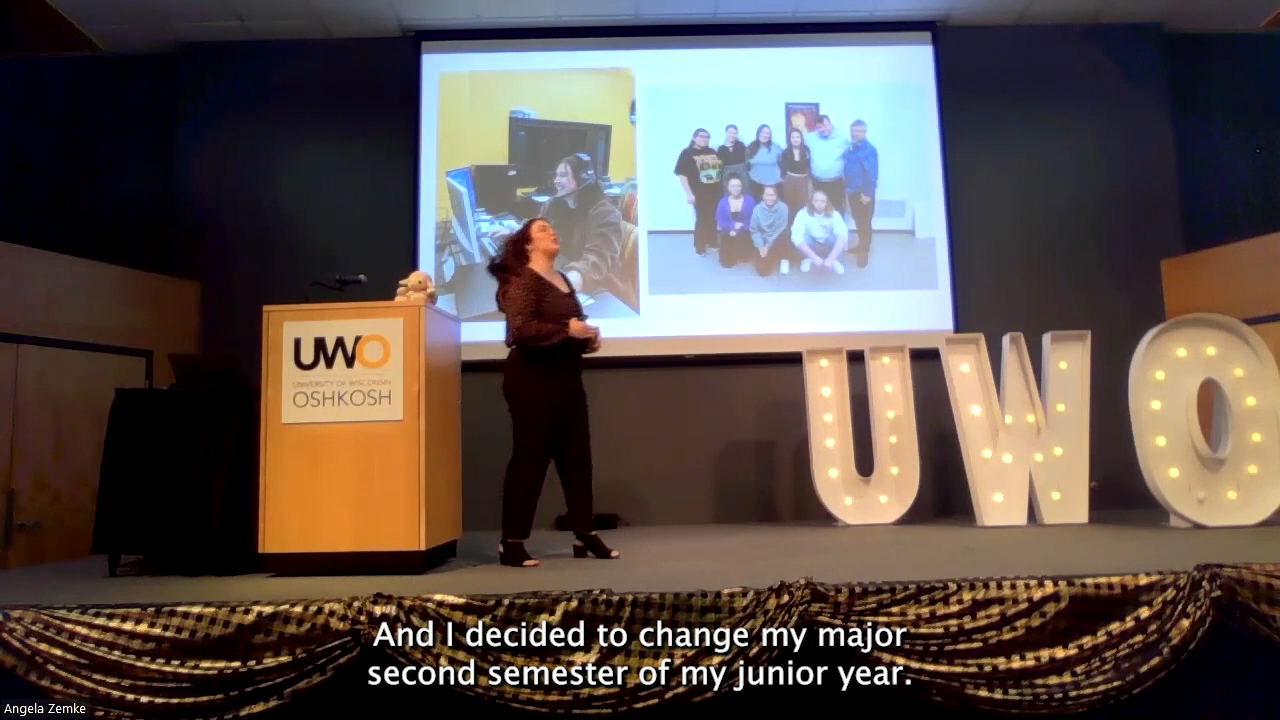 UWO
UNIVERSITY OF WISCONSIN
OSHKOSH
UWO
And I decided to change my major
second semester of my junior year.
Angela Zemke